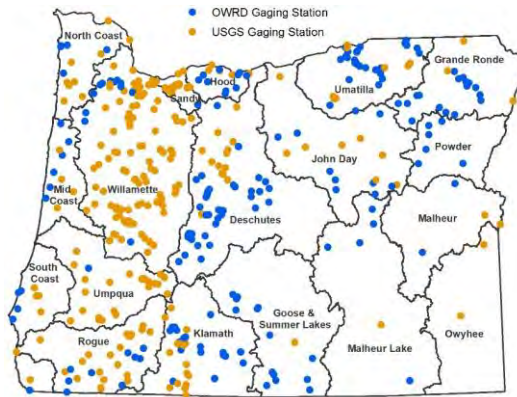 OWRD Gaging Station
USGS Gaging Station
North Coast
Hood
Sandy
Umatilla
Grande Ronde
Willamette
Mid
Coast
John Day
Powder
Deschutes
Malheur
South
Coast
Umpqua
Rogue
Klamath
Goose &
Summer Lakes
Malheur Lake
Owyhee